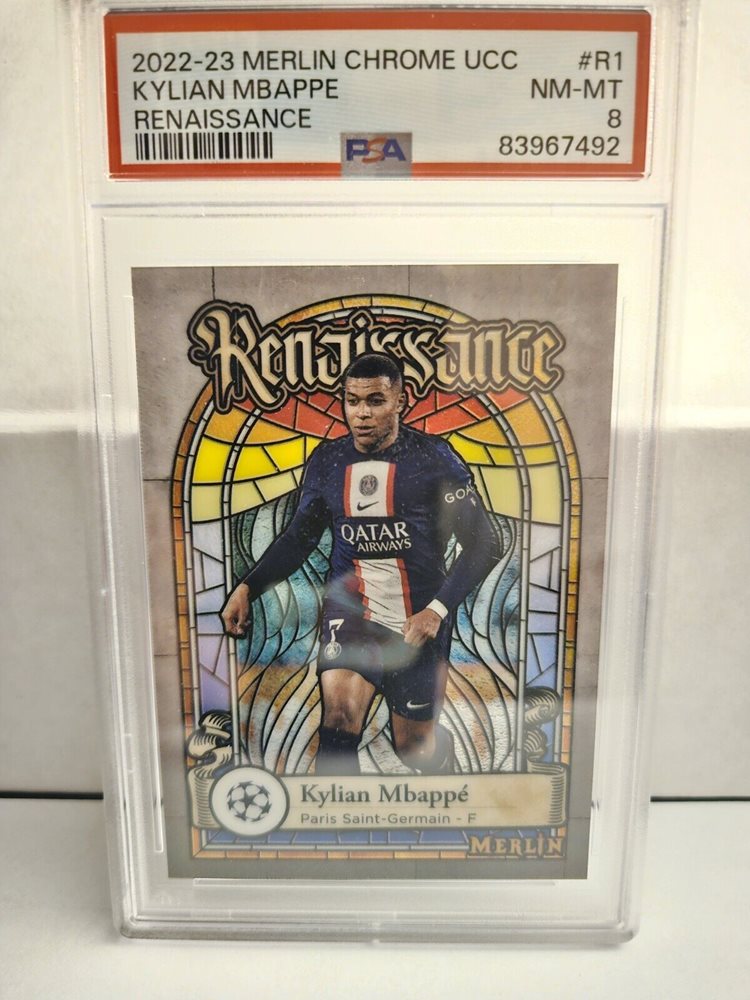 2022-23 MERLIN CHROME UCC #R1
KYLIAN MBAPPE NM-MT
RENAISSANCE 8
PSA 83967492
Renaissance
GOA
QATAR
AIRWAYS
7
Kylian Mbappé
Paris Saint-Germain - F
MERLIN